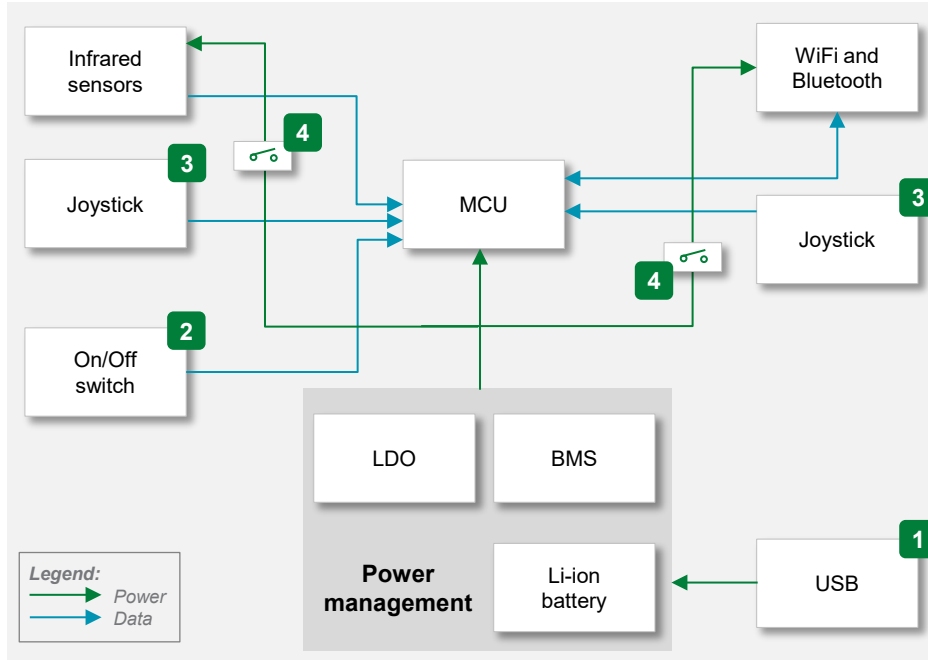 Infrared
sensors
4
WiFi and
Bluetooth
3
Joystick
MCU
3
Joystick
4
2
On/Off
switch
LDO
BMS
1
Li-ion
battery
USB
Power
management
Legend:
Power
Data